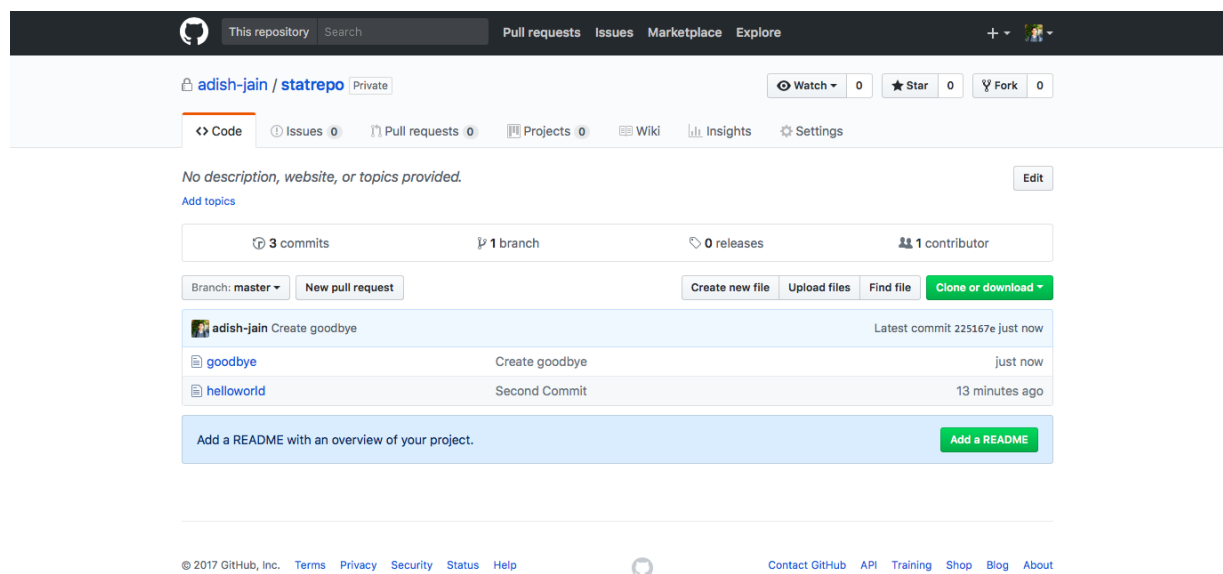 This repository Search Pull requests Issues Marketplace Explore
adish-jain / statrepo Private Watch 0 Star 0 Fork 0
<> Code Issues 0 Pull requests 0 Projects 0 Wiki Insights Settings
No description, website, or topics provided. Edit
Add topics
3 commits 1 branch 0 releases 1 contributor
Branch: master New pull request Create new file Upload files Find file Clone or download
adish-jain Create goodbye Latest commit 225167e just now
goodbye Create goodbye just now
helloworld Second Commit 13 minutes ago
Add a README with an overview of your project. Add a README
© 2017 GitHub, Inc. Terms Privacy Security Status Help Contact GitHub API Training Shop Blog About